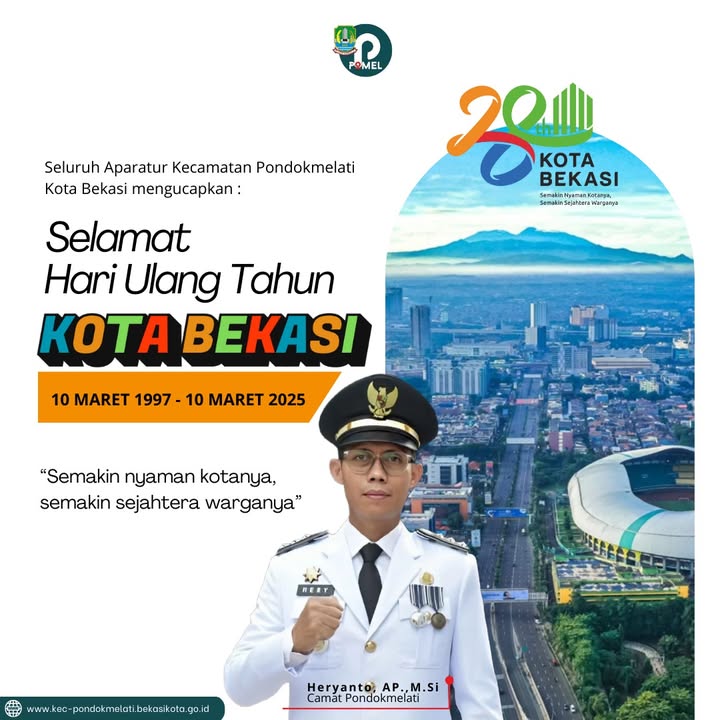 POMEL
28th
KOTA
BEKASI
Semakin Nyaman Kotanya,
Semakin Sejahtera Warganya
Seluruh Aparatur Kecamatan Pondokmelati
Kota Bekasi mengucapkan :
Selamat
Hari Ulang Tahun
KOTA BEKASI
10 MARET 1997 - 10 MARET 2025
“Semakin nyaman kotanya,
semakin sejahtera warganya”
HERY
Heryanto, AP.,M.Si
Camat Pondokmelati
www.kec-pondokmelati.bekasikota.go.id